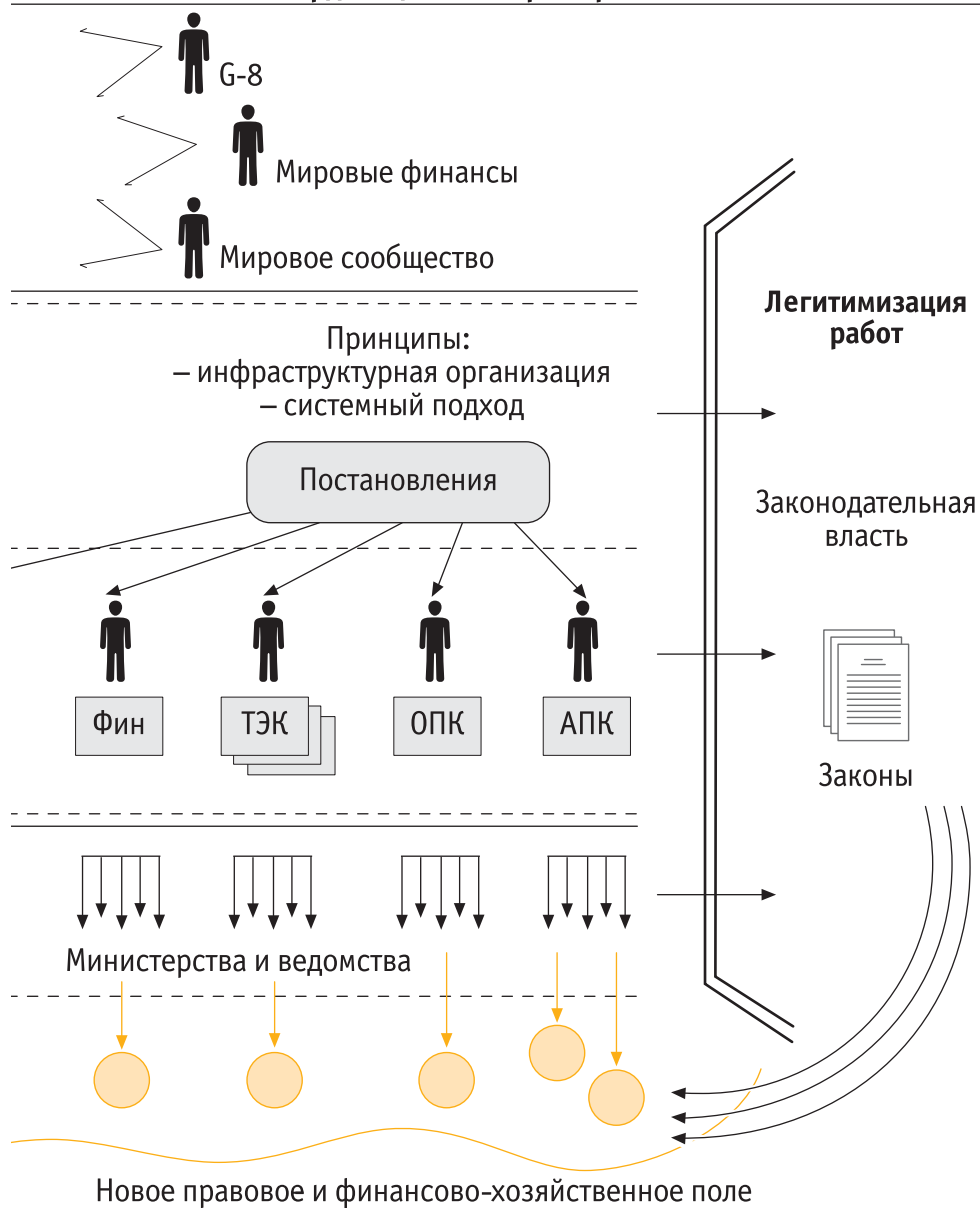 G-8
Мировые финансы
Мировое сообщество
Принципы:
– инфраструктурная организация
– системный подход
Постановления
Фин
ТЭК
ОПК
АПК
Министерства и ведомства
Легитимизация
работ
Законодательная
власть
Законы
Новое правовое и финансово-хозяйственное поле